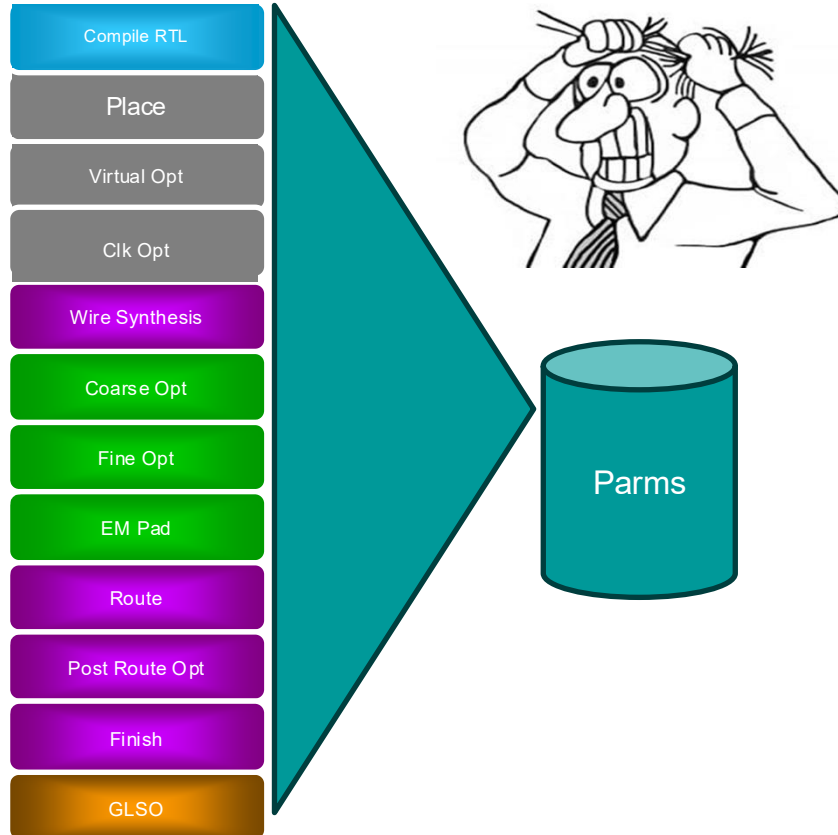 Compile RTL
Place
Virtual Opt
Clk Opt
Wire Synthesis
Coarse Opt
Fine Opt
EM Pad
Route
Post Route Opt
Finish
GLSO
Parms